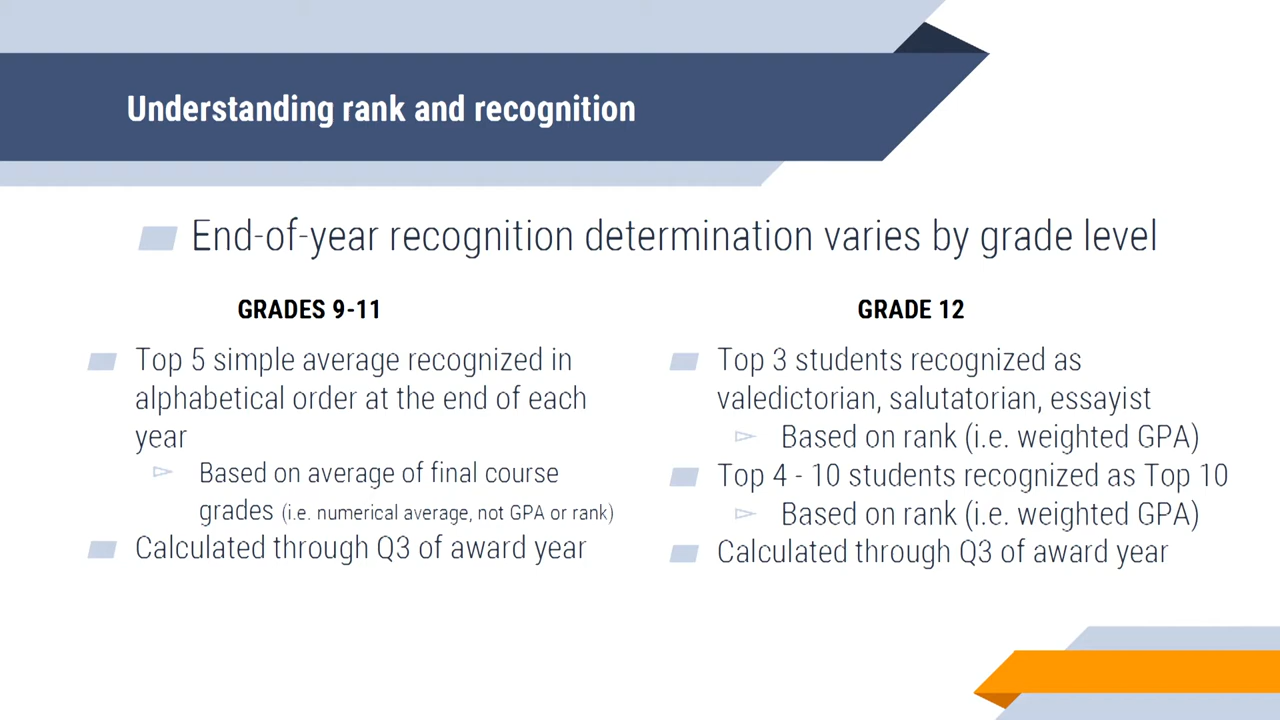 Understanding rank and recognition
End-of-year recognition determination varies by grade level
GRADES 9-11
Top 5 simple average recognized in
alphabetical order at the end of each
year
Based on average of final course
grades (i.e. numerical average, not GPA or rank)
Calculated through Q3 of award year
GRADE 12
Top 3 students recognized as
valedictorian, salutatorian, essayist
Based on rank (i.e. weighted GPA)
Top 4 - 10 students recognized as Top 10
Based on rank (i.e. weighted GPA)
Calculated through Q3 of award year